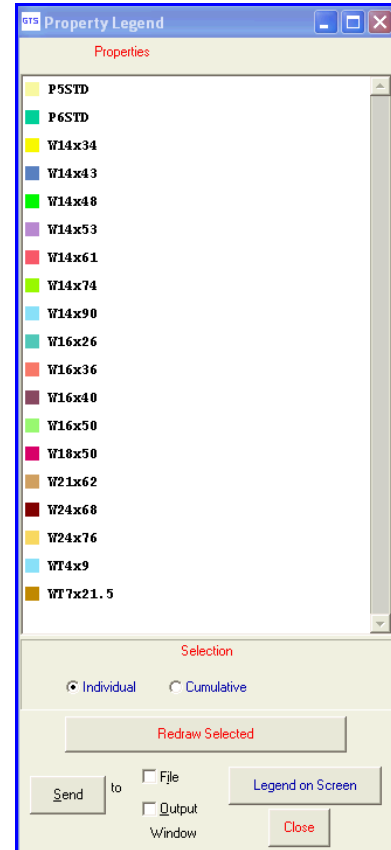 GTS Property Legend
Properties
P5STD
P6STD
W14x34
W14x43
W14x48
W14x53
W14x61
W14x74
W14x90
W16x26
W16x36
W16x40
W16x50
W18x50
W21x62
W24x68
W24x76
WT4x9
WT7x21.5
Selection
Individual Cumulative
Redraw Selected
Send to File
Output
Window
Legend on Screen
Close